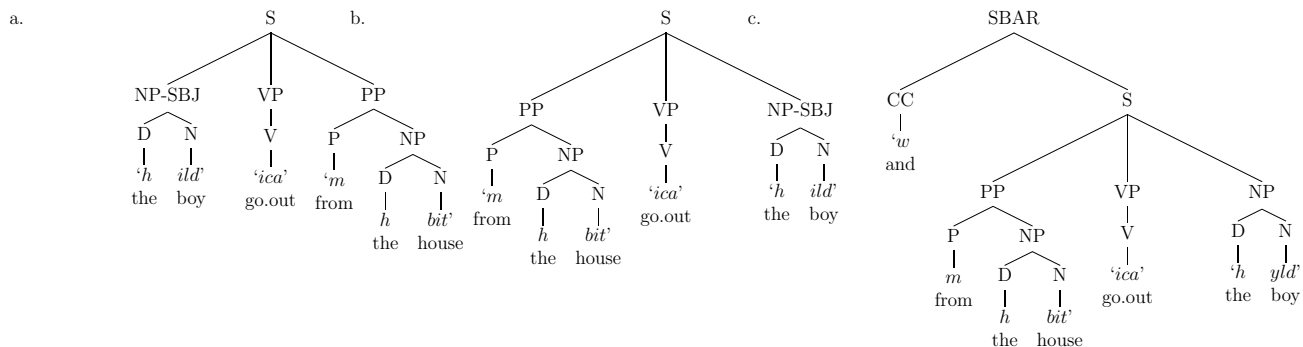 a. S b. S c. SBAR
NP-SBJ VP PP PP VP NP-SBJ CC S
D N V P NP P NP V D N ‘w
and
‘h ild’ ‘ica’ ‘m D N ‘m D N ‘ica’ ‘h ild’ PP VP NP
the boy go.out from from go.out the boy
h bit’ h bit’ P NP V D N
the house the house
m D N ‘ica’ ‘h yld’
from go.out the boy
h bit’
the house